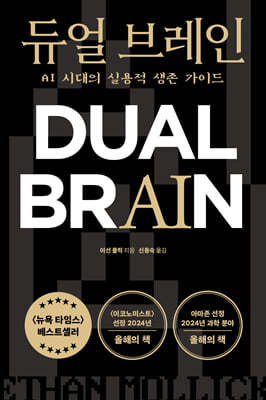 듀얼 브레인
AI 시대의 실용적 생존 가이드
DUAL
BRAIN
이선 몰릭 지음 신동숙 옮김
〈뉴욕 타임스〉
베스트셀러
〈이코노미스트〉
선정 2024년
올해의 책
아마존 선정
2024년 과학 분야
올해의 책
ETHAN MOLLICK